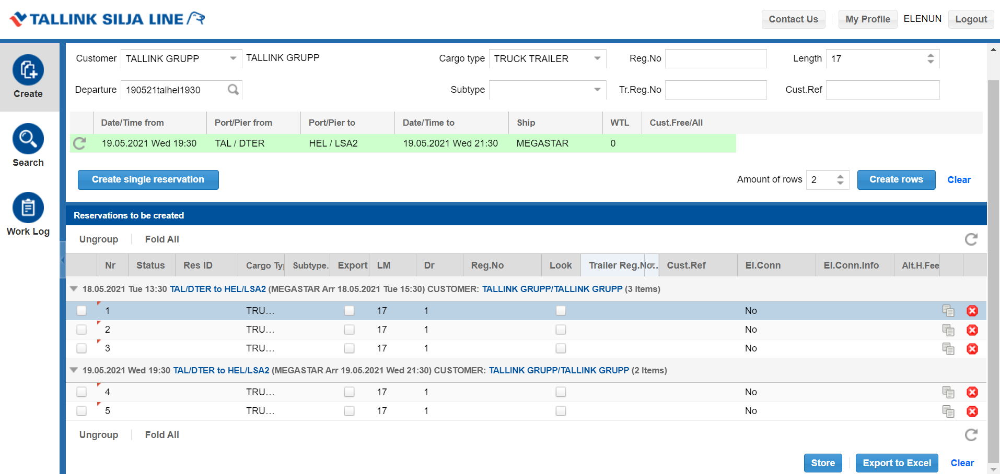 TALLINK SILJA LINE
Contact Us My Profile ELENUN Logout
Create
Search
Work Log
Customer TALLINK GRUPP TALLINK GRUPP Cargo type TRUCK TRAILER Reg.No Length 17
Departure 190521talhel1930 Subtype Tr.Reg.No Cust.Ref
Date/Time from Port/Pier from Port/Pier to Date/Time to Ship WTL Cust.Free/All
19.05.2021 Wed 19:30 TAL / DTER HEL / LSA2 19.05.2021 Wed 21:30 MEGASTAR 0
Create single reservation Amount of rows 2 Create rows Clear
Reservations to be created
Ungroup Fold All
Nr Status Res ID Cargo Ty Subtype. Export LM Dr Reg.No Look Trailer Reg.No... Cust.Ref El.Conn El.Conn.Info Alt.H.Fee
18.05.2021 Tue 13:30 TAL/DTER to HEL/LSA2 (MEGASTAR Arr 18.05.2021 Tue 15:30) CUSTOMER: TALLINK GRUPP/TALLINK GRUPP (3 Items)
1 TRU... 17 1 No
2 TRU... 17 1 No
3 TRU... 17 1 No
19.05.2021 Wed 19:30 TAL/DTER to HEL/LSA2 (MEGASTAR Arr 19.05.2021 Wed 21:30) CUSTOMER: TALLINK GRUPP/TALLINK GRUPP (2 Items)
4 TRU... 17 1 No
5 TRU... 17 1 No
Ungroup Fold All
Store Export to Excel Clear